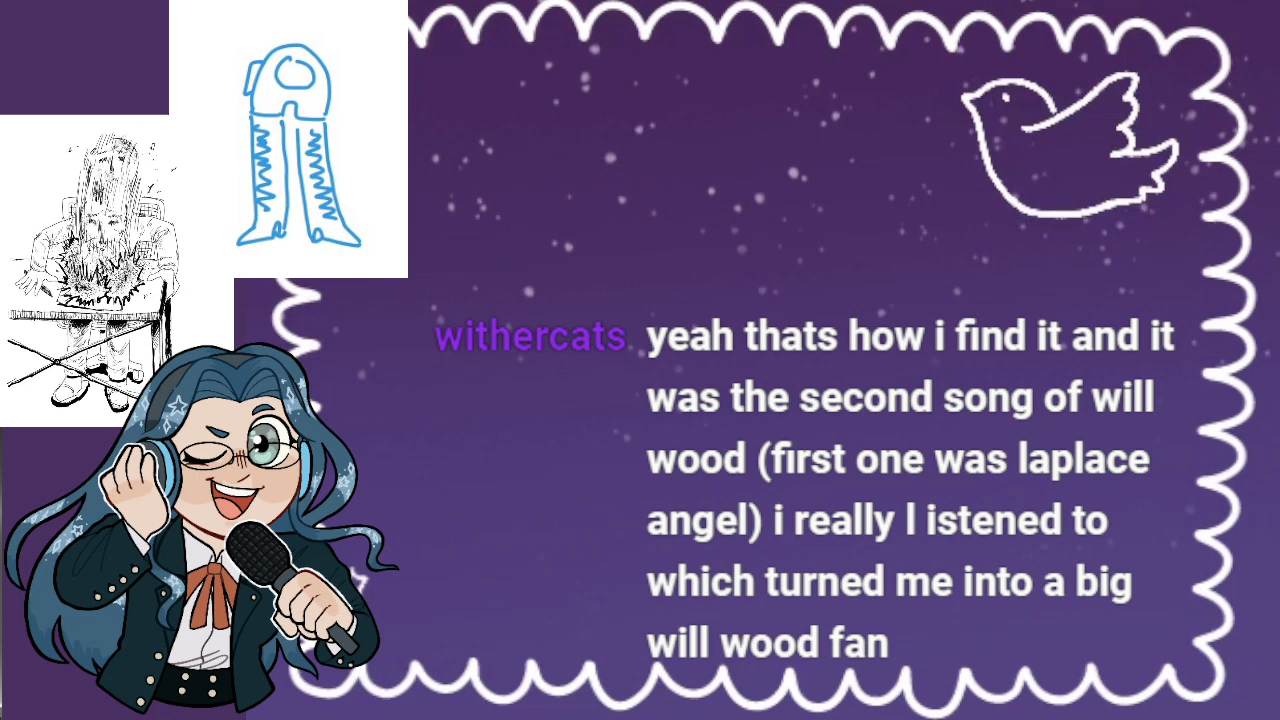 withercats yeah thats how i find it and it
was the second song of will
wood (first one was laplace
angel) i really l istened to
which turned me into a big
will wood fan